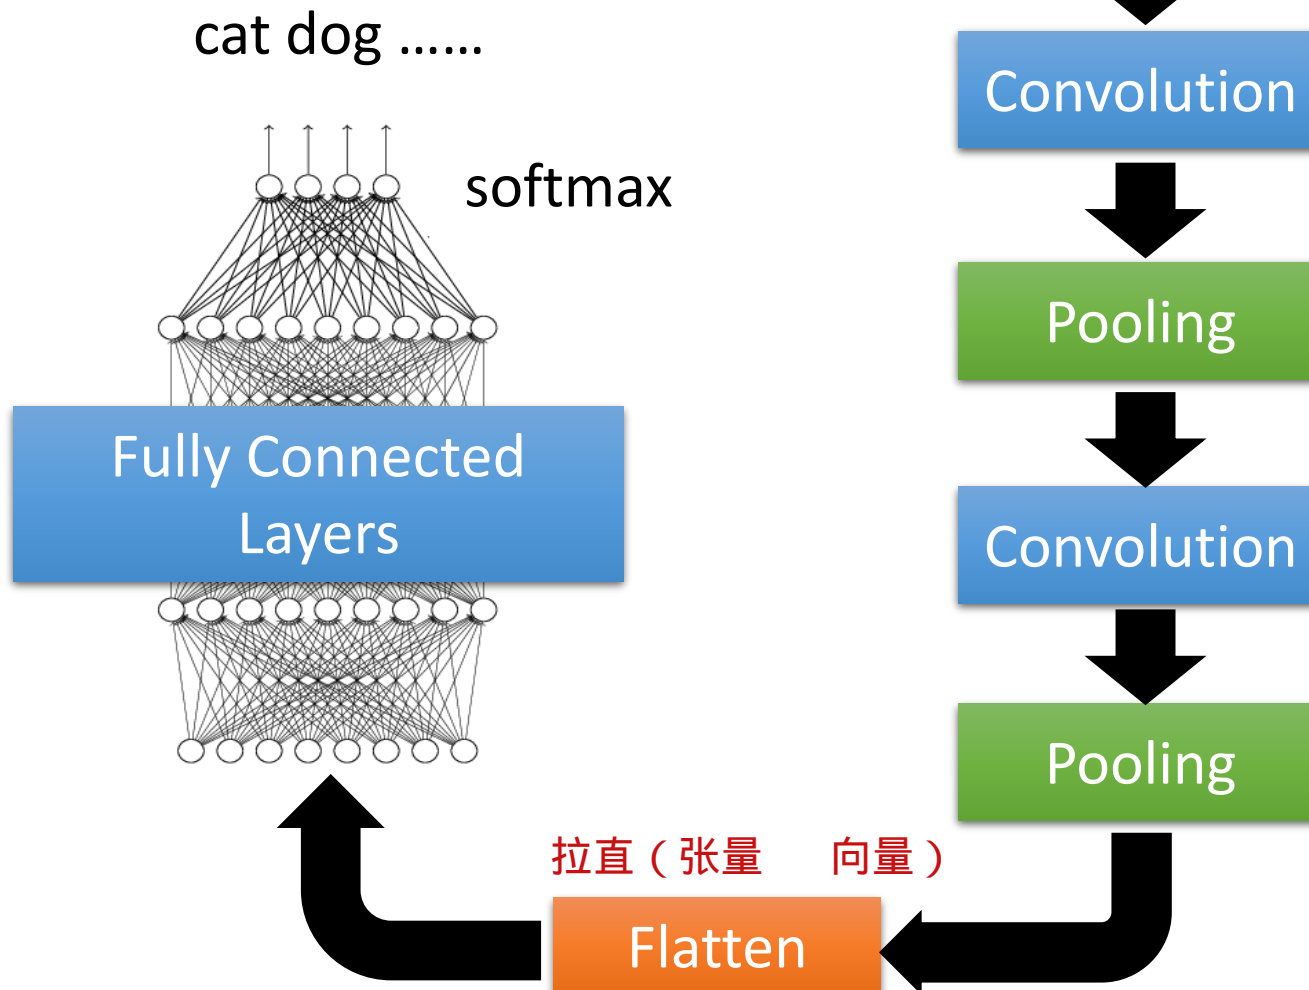 cat dog ......
softmax
Convolution
Pooling
Convolution
Pooling
拉直（张量 向量）
Flatten
Fully Connected
Layers